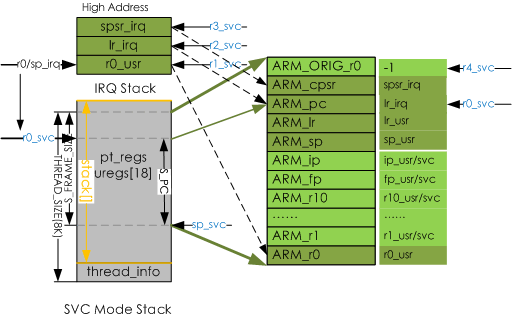 High Address
spsr_irq
r3_svc
lr_irq
r2_svc
r0/sp_irq
r0_usr
r1_svc
IRQ Stack
ARM_ORIG_r0
-1
r4_svc
ARM_cpsr
spsr_irq
ARM_pc
lr_irq
r0_svc
ARM_lr
lr_usr
ARM_sp
sp_usr
ARM_ip
ip_usr/svc
ARM_fp
fp_usr/svc
ARM_r10
r10_usr/svc
......
......
ARM_r1
r1_usr/svc
ARM_r0
r0_usr
r0_svc
pt_regs
uregs[18]
THREAD_SIZE(8K)
S_FRAME_SIZE
stack[]
S_PC
sp_svc
thread_info
SVC Mode Stack